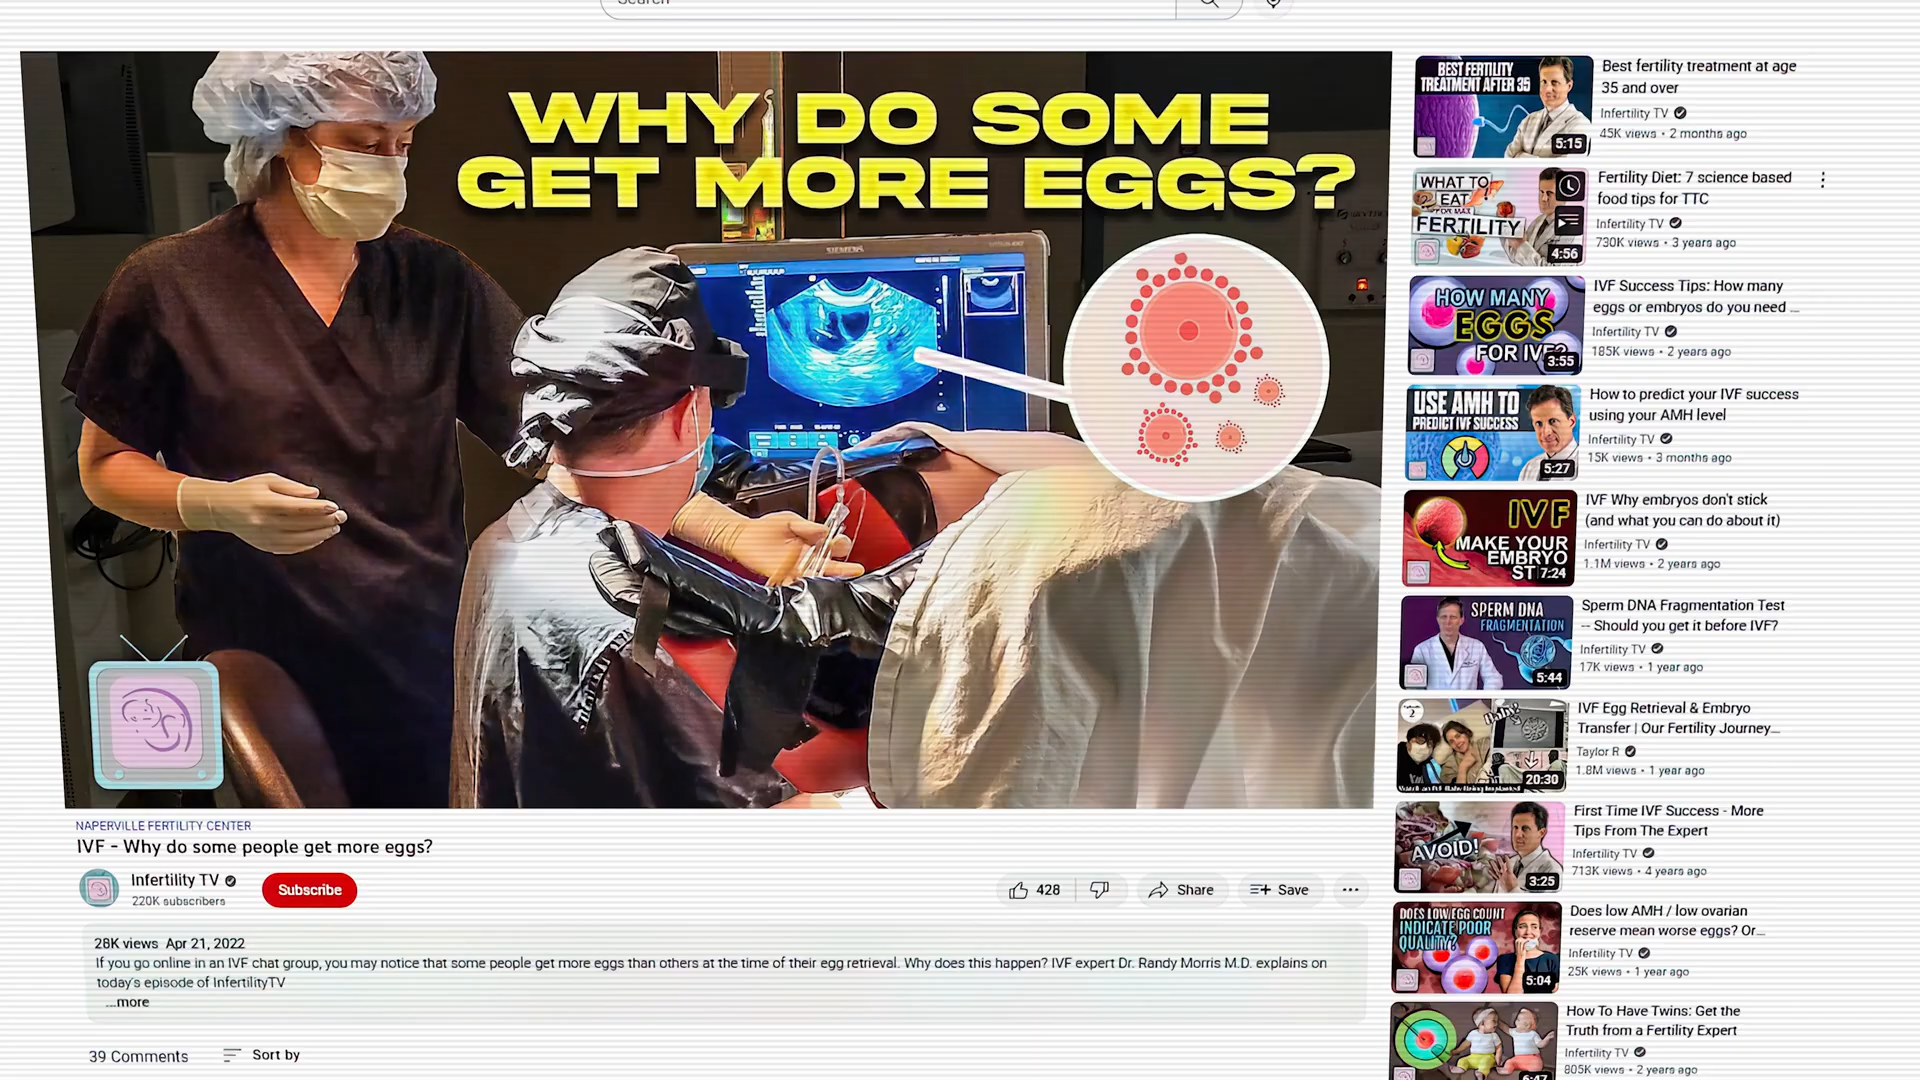 Search
WHY DO SOME
GET MORE EGGS?
SIEMENS
NAPERVILLE FERTILITY CENTER
IVF - Why do some people get more eggs?
Infertility TV
220K subscribers
Subscribe
428
Share
Save
28K views Apr 21, 2022
If you go online in an IVF chat group, you may notice that some people get more eggs than others at the time of their egg retrieval. Why does this happen? IVF expert Dr. Randy Morris M.D. explains on
today's episode of InfertilityTV
...more
39 Comments
Sort by
BEST FERTILITY
TREATMENT AFTER 35
5:15
Best fertility treatment at age
35 and over
Infertility TV
45K views • 2 months ago
WHAT TO
EAT
FOR MAX
FERTILITY
4:56
Fertility Diet: 7 science based
food tips for TTC
Infertility TV
730K views • 3 years ago
HOW MANY
EGGS
FOR IVF?
3:55
IVF Success Tips: How many
eggs or embryos do you need ...
Infertility TV
185K views • 2 years ago
USE AMH TO
PREDICT IVF SUCCESS
5:27
How to predict your IVF success
using your AMH level
Infertility TV
15K views • 3 months ago
IVF
MAKE YOUR
EMBRYO
ST
7:24
IVF Why embryos don't stick
(and what you can do about it)
Infertility TV
1.1M views • 2 years ago
SPERM DNA
FRAGMENTATION
5:44
Sperm DNA Fragmentation Test
-- Should you get it before IVF?
Infertility TV
17K views • 1 year ago
2
20:30
IVF Egg Retrieval & Embryo
Transfer | Our Fertility Journey...
Taylor R
1.8M views • 1 year ago
AVOID!
3:25
First Time IVF Success - More
Tips From The Expert
Infertility TV
713K views • 4 years ago
DOES LOW EGG COUNT
INDICATE POOR
QUALITY?
5:04
Does low AMH / low ovarian
reserve mean worse eggs? Or...
Infertility TV
25K views • 1 year ago
6:47
How To Have Twins: Get the
Truth from a Fertility Expert
Infertility TV
805K views • 2 years ago